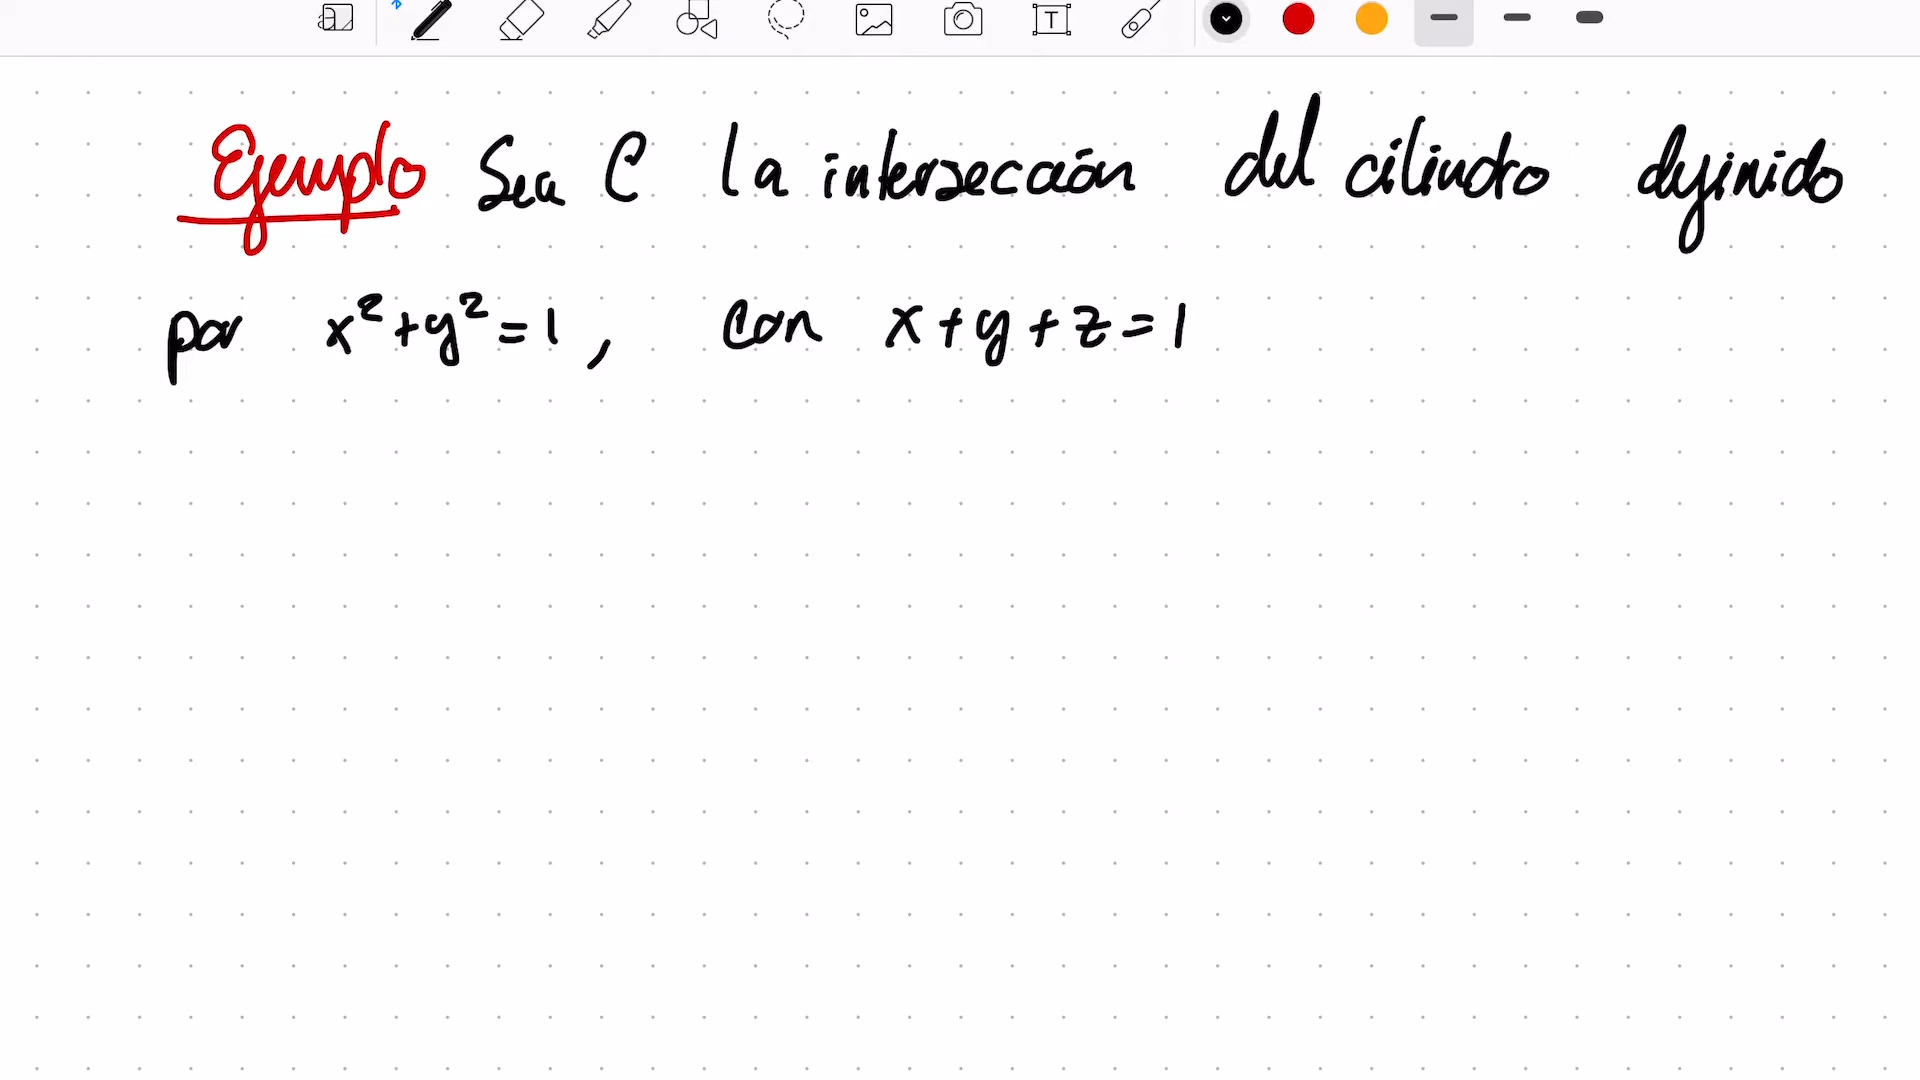 Ejemplo Sea C la intersección del cilindro definido
por x² + y² = 1, con x + y + z = 1